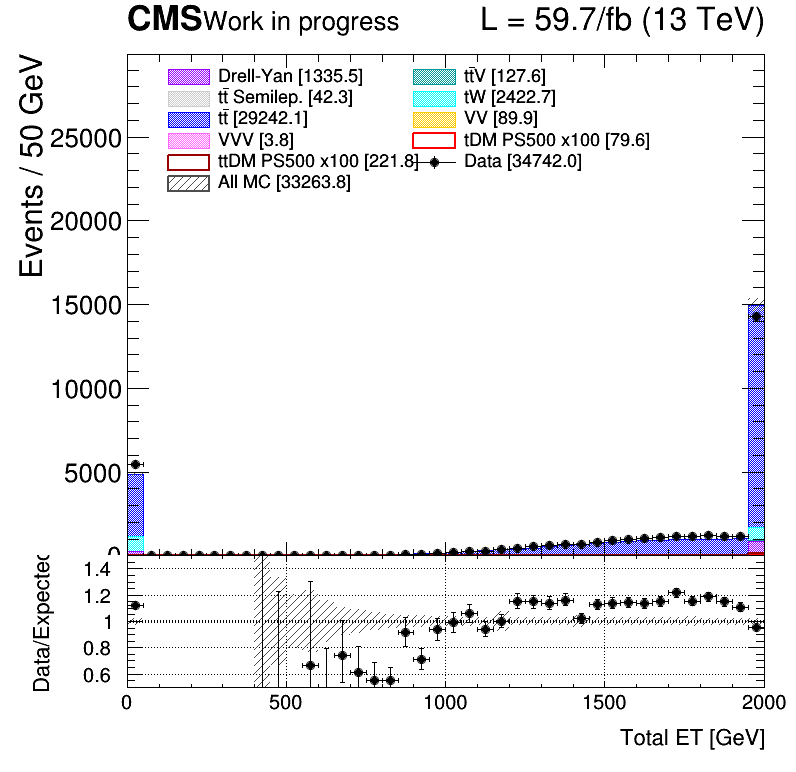 CMS Work in progress L = 59.7/fb (13 TeV)
Events / 50 GeV
25000
20000
15000
10000
5000
0
Drell-Yan [1335.5] tt̄V [127.6]
tt̄ Semilep. [42.3] tW [2422.7]
tt̄ [29242.1] VV [89.9]
VVV [3.8] tDM PS500 x100 [79.6]
ttDM PS500 x100 [221.8] Data [34742.0]
All MC [33263.8]
Data/Expected
1.4
1.2
1
0.8
0.6
0 500 1000 1500 2000
Total ET [GeV]